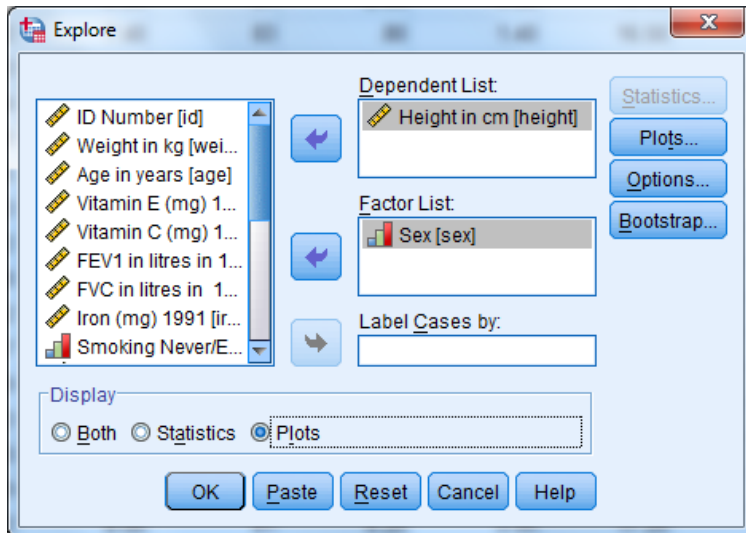 Explore
ID Number [id]
Weight in kg [wei...
Age in years [age]
Vitamin E (mg) 1...
Vitamin C (mg) 1...
FEV1 in litres in 1...
FVC in litres in 1...
Iron (mg) 1991 [ir...
Smoking Never/E...
Dependent List:
Height in cm [height]
Factor List:
Sex [sex]
Label Cases by:
Statistics...
Plots...
Options...
Bootstrap...
Display
Both Statistics Plots
OK Paste Reset Cancel Help